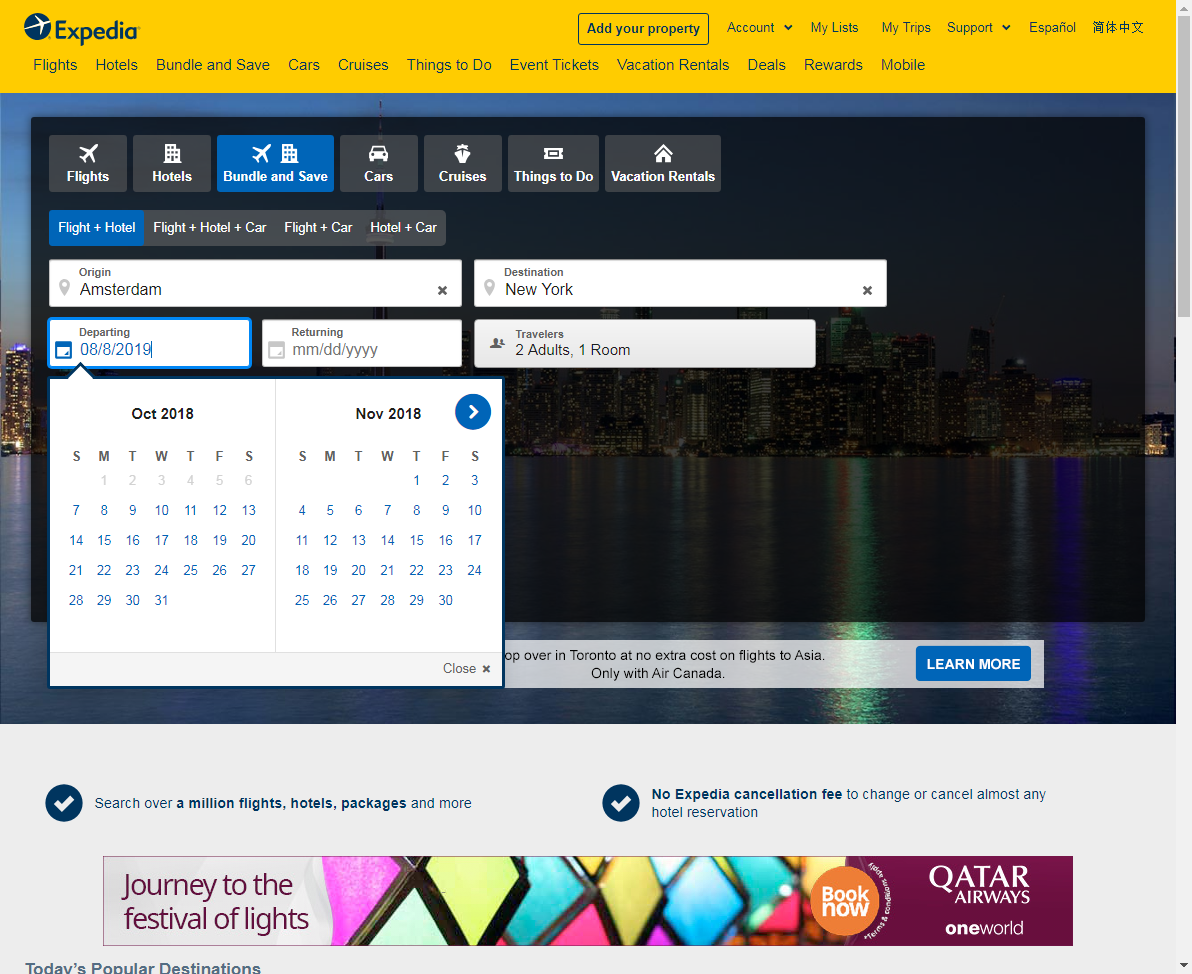 Expedia
Add your property
Account
My Lists
My Trips
Support
Español
简体中文
Flights
Hotels
Bundle and Save
Cars
Cruises
Things to Do
Event Tickets
Vacation Rentals
Deals
Rewards
Mobile
Flights
Hotels
Bundle and Save
Cars
Cruises
Things to Do
Vacation Rentals
Flight + Hotel
Flight + Hotel + Car
Flight + Car
Hotel + Car
Origin
Amsterdam
Destination
New York
Departing
08/8/2019
Returning
mm/dd/yyyy
Travelers
2 Adults, 1 Room
Oct 2018
S M T W T F S
1 2 3 4 5 6
7 8 9 10 11 12 13
14 15 16 17 18 19 20
21 22 23 24 25 26 27
28 29 30 31
Nov 2018
S M T W T F S
1 2 3
4 5 6 7 8 9 10
11 12 13 14 15 16 17
18 19 20 21 22 23 24
25 26 27 28 29 30
Close
op over in Toronto at no extra cost on flights to Asia.
Only with Air Canada.
LEARN MORE
Search over a million flights, hotels, packages and more
No Expedia cancellation fee to change or cancel almost any
hotel reservation
Journey to the
festival of lights
Book
now
*Terms & conditions apply
QATAR
AIRWAYS
oneworld
Today's Popular Destinations